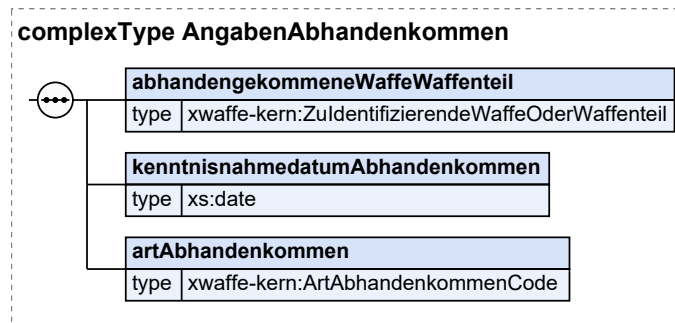 complexType AngabenAbhandenkommen
abhandengekommeneWaffeWaffenteil
type xwaffe-kern:ZuIdentifizierendeWaffeOderWaffenteil
kenntnisnahmedatumAbhandenkommen
type xs:date
artAbhandenkommen
type xwaffe-kern:ArtAbhandenkommenCode